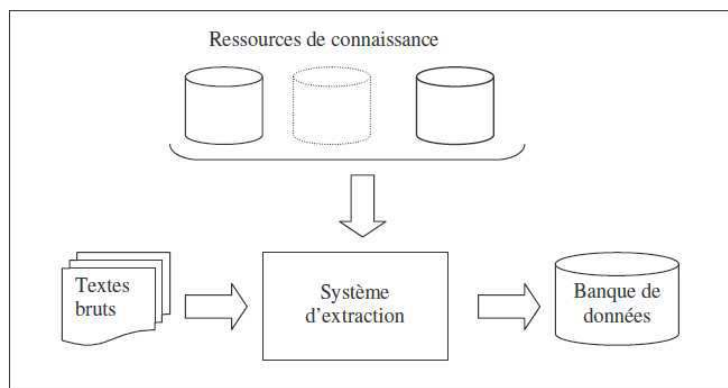 Ressources de connaissance
Textes
bruts
Système
d'extraction
Banque de
données